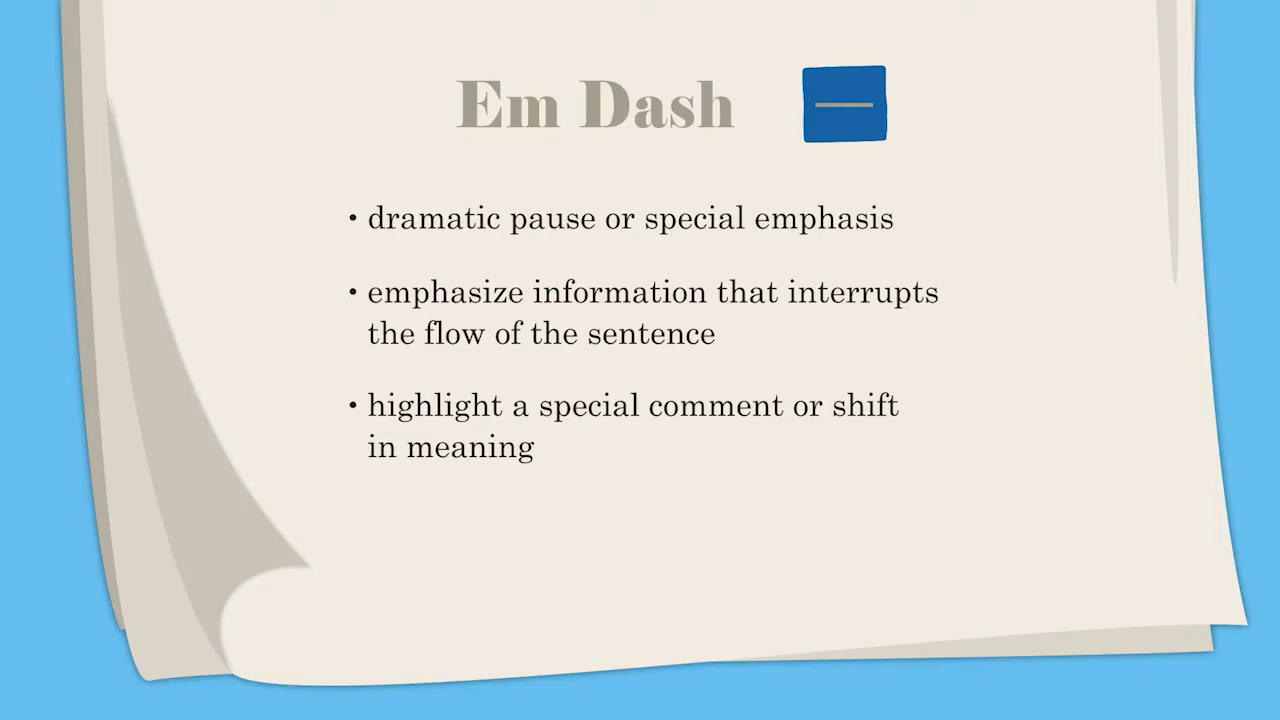 Em Dash —
• dramatic pause or special emphasis
• emphasize information that interrupts
the flow of the sentence
• highlight a special comment or shift
in meaning